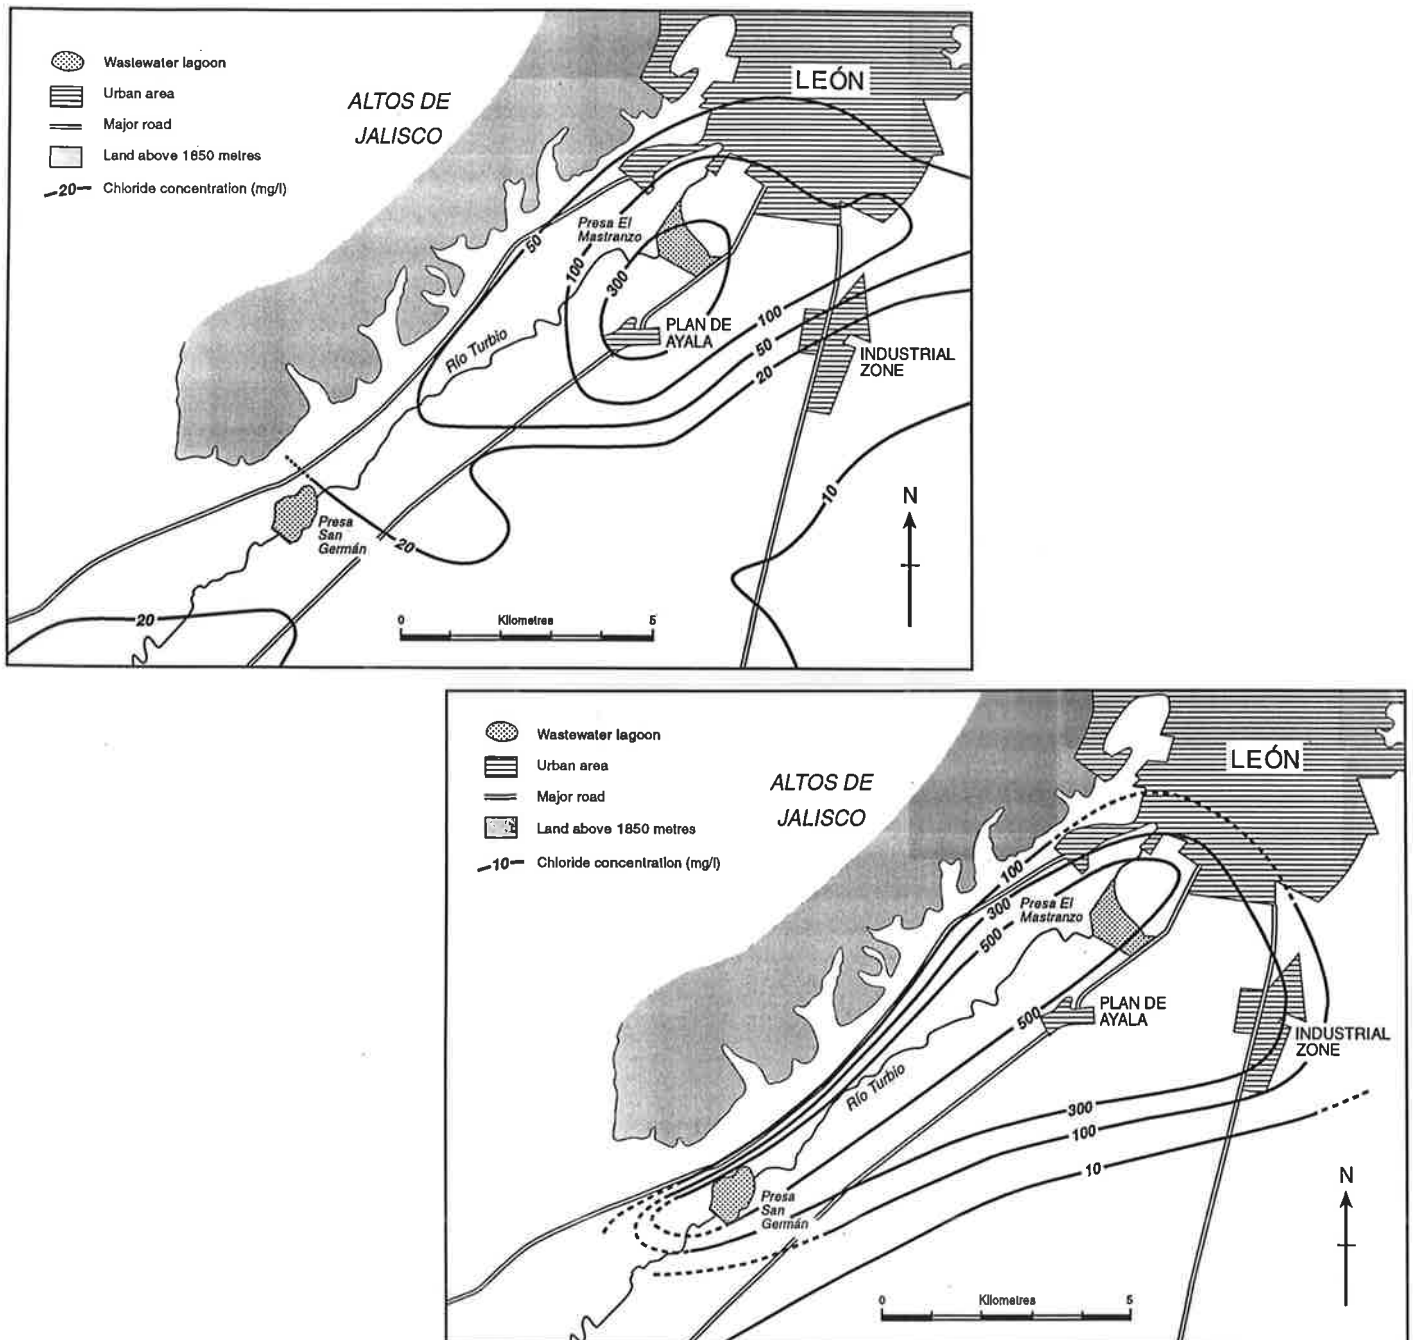 Wastewater lagoon
Urban area
Major road
Land above 1850 metres
20 Chloride concentration (mg/l)
ALTOS DE
JALISCO
LEÓN
50
100
300
Presa El
Mastranzo
Río Turbio
PLAN DE
AYALA
100
50
20
INDUSTRIAL
ZONE
10
N
Presa
San
Germán
20
20
0 Kilometres 5
Wastewater lagoon
Urban area
Major road
Land above 1850 metres
10 Chloride concentration (mg/l)
ALTOS DE
JALISCO
LEÓN
100
300
500
Presa El
Mastranzo
500
PLAN DE
AYALA
INDUSTRIAL
ZONE
Río Turbio
300
100
10
N
Presa
San
Germán
0 Kilometres 5